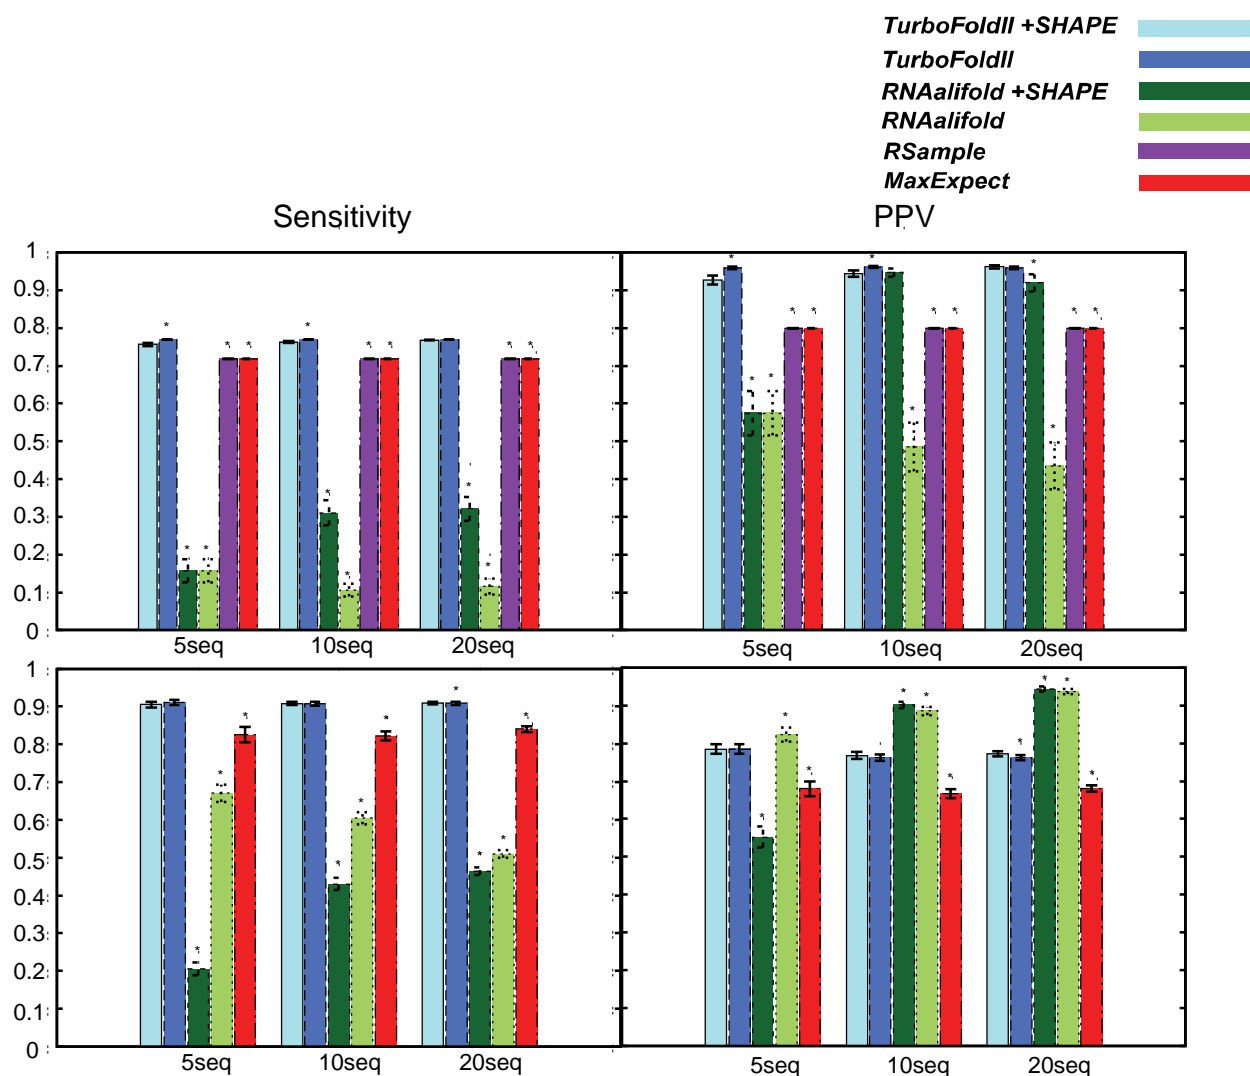 TurboFoldII +SHAPE
TurboFoldII
RNAalifold +SHAPE
RNAalifold
RSample
MaxExpect
Sensitivity PPV
1
0.9
0.8
0.7
0.6
0.5
0.4
0.3
0.2
0.1
0
* * * * * * * * * * * * * *
* * * * * * * * * * * * * * *
5seq 10seq 20seq 5seq 10seq 20seq
1
0.9
0.8
0.7
0.6
0.5
0.4
0.3
0.2
0.1
0
* * * * * * * * * *
* * * * * * * * * *
5seq 10seq 20seq 5seq 10seq 20seq